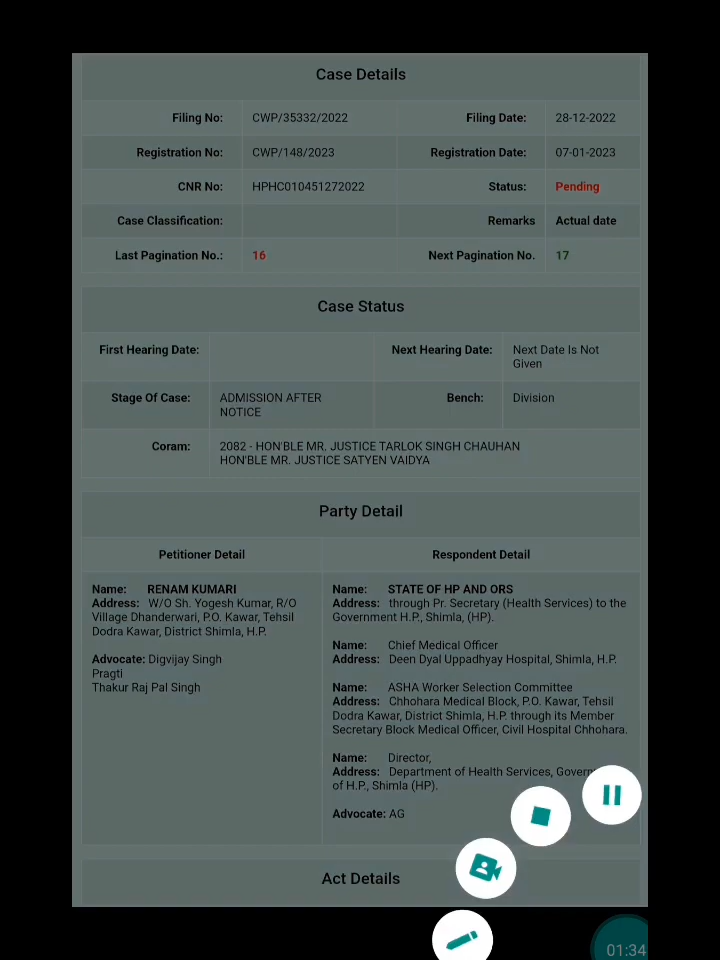 Case Details
Filing No: CWP/35332/2022 Filing Date: 28-12-2022
Registration No: CWP/148/2023 Registration Date: 07-01-2023
CNR No: HPHC010451272022 Status: Pending
Case Classification: Remarks Actual date
Last Pagination No.: 16 Next Pagination No. 17
Case Status
First Hearing Date: Next Hearing Date: Next Date Is Not
Given
Stage Of Case: ADMISSION AFTER Bench: Division
NOTICE
Coram: 2082 - HON'BLE MR. JUSTICE TARLOK SINGH CHAUHAN
HON'BLE MR. JUSTICE SATYEN VAIDYA
Party Detail
Petitioner Detail Respondent Detail
Name: RENAM KUMARI
Address: W/O Sh. Yogesh Kumar, R/O
Village Dhanderwari, P.O. Kawar, Tehsil
Dodra Kawar, District Shimla, H.P.
Advocate: Digvijay Singh
Pragti
Thakur Raj Pal Singh
Name: STATE OF HP AND ORS
Address: through Pr. Secretary (Health Services) to the
Government H.P., Shimla, (HP).
Name: Chief Medical Officer
Address: Deen Dyal Uppadhyay Hospital, Shimla, H.P.
Name: ASHA Worker Selection Committee
Address: Chhohara Medical Block, P.O. Kawar, Tehsil
Dodra Kawar, District Shimla, H.P. through its Member
Secretary Block Medical Officer, Civil Hospital Chhohara.
Name: Director,
Address: Department of Health Services,
of H.P., Shimla (HP).
Advocate: AG
Act Details
01:34